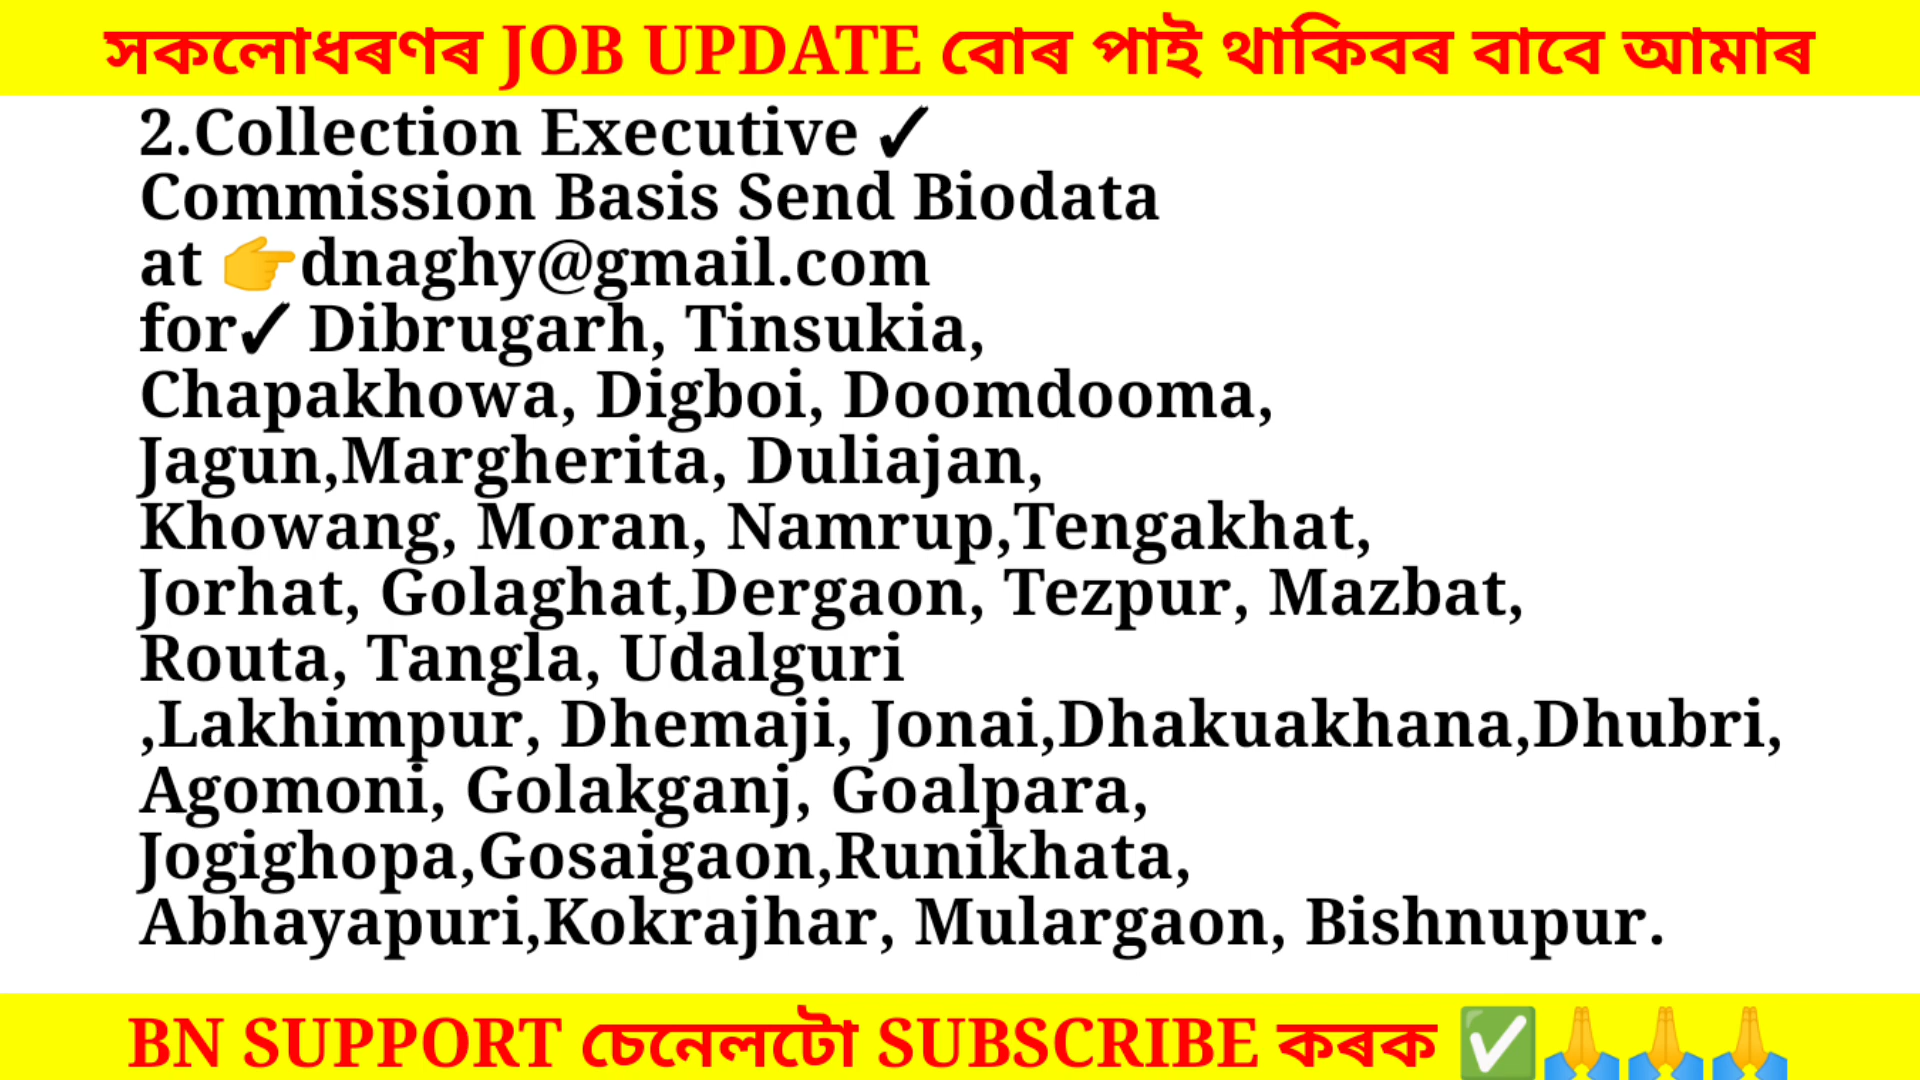 সকলোধৰণৰ JOB UPDATE বোৰ পাই থাকিবৰ বাবে আমাৰ
2.Collection Executive ✓
Commission Basis Send Biodata
at 👉dnaghy@gmail.com
for✓ Dibrugarh, Tinsukia,
Chapakhowa, Digboi, Doomdooma,
Jagun,Margherita, Duliajan,
Khowang, Moran, Namrup,Tengakhat,
Jorhat, Golaghat,Dergaon, Tezpur, Mazbat,
Routa, Tangla, Udalguri
,Lakhimpur, Dhemaji, Jonai,Dhakuakhana,Dhubri,
Agomoni, Golakganj, Goalpara,
Jogighopa,Gosaigaon,Runikhata,
Abhayapuri,Kokrajhar, Mulargaon, Bishnupur.
BN SUPPORT চেনেলটো SUBSCRIBE কৰক ✅🙏🙏🙏